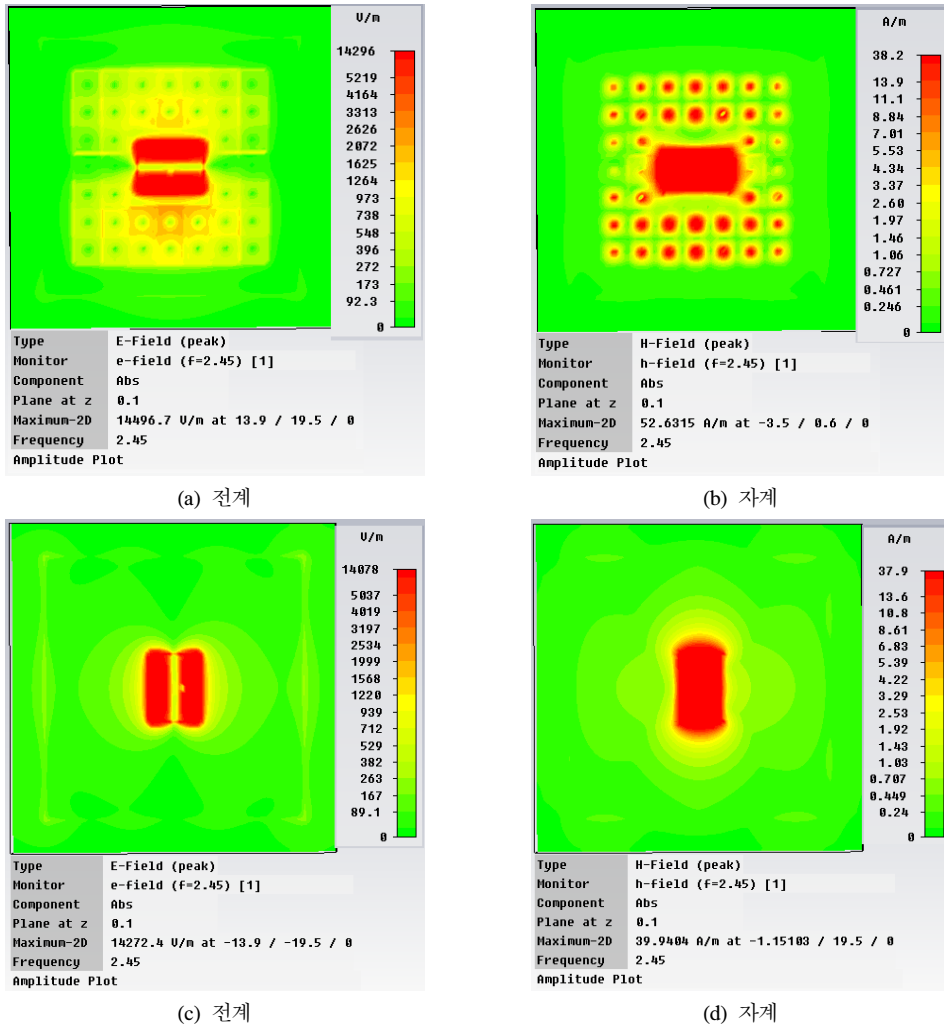 V/m
14296
5219
4164
3313
2626
2072
1625
1264
973
738
548
396
272
173
92.3
0
Type E-Field (peak)
Monitor e-field (f=2.45) [1]
Component Abs
Plane at z 0.1
Maximum-2D 14496.7 V/m at 13.9 / 19.5 / 0
Frequency 2.45
Amplitude Plot
(a) 전계
A/m
38.2
13.9
11.1
8.84
7.01
5.53
4.34
3.37
2.60
1.97
1.46
1.06
0.727
0.461
0.246
0
Type H-Field (peak)
Monitor h-field (f=2.45) [1]
Component Abs
Plane at z 0.1
Maximum-2D 52.6315 A/m at -3.5 / 0.6 / 0
Frequency 2.45
Amplitude Plot
(b) 자계
V/m
14078
5037
4019
3197
2534
1999
1568
1220
939
712
529
382
263
167
89.1
0
Type E-Field (peak)
Monitor e-field (f=2.45) [1]
Component Abs
Plane at z 0.1
Maximum-2D 14272.4 V/m at -13.9 / -19.5 / 0
Frequency 2.45
Amplitude Plot
(c) 전계
A/m
37.9
13.6
10.8
8.61
6.83
5.39
4.22
3.29
2.53
1.92
1.43
1.03
0.707
0.449
0.24
0
Type H-Field (peak)
Monitor h-field (f=2.45) [1]
Component Abs
Plane at z 0.1
Maximum-2D 39.9404 A/m at -1.15103 / 19.5 / 0
Frequency 2.45
Amplitude Plot
(d) 자계